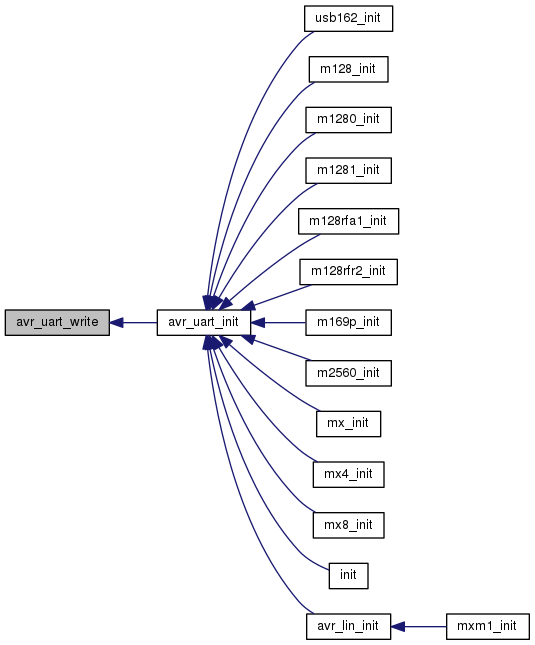 usb162_init
m128_init
m1280_init
m1281_init
m128rfa1_init
m128rfr2_init
avr_uart_write
avr_uart_init
m169p_init
m2560_init
mx_init
mx4_init
mx8_init
init
avr_lin_init
mxm1_init